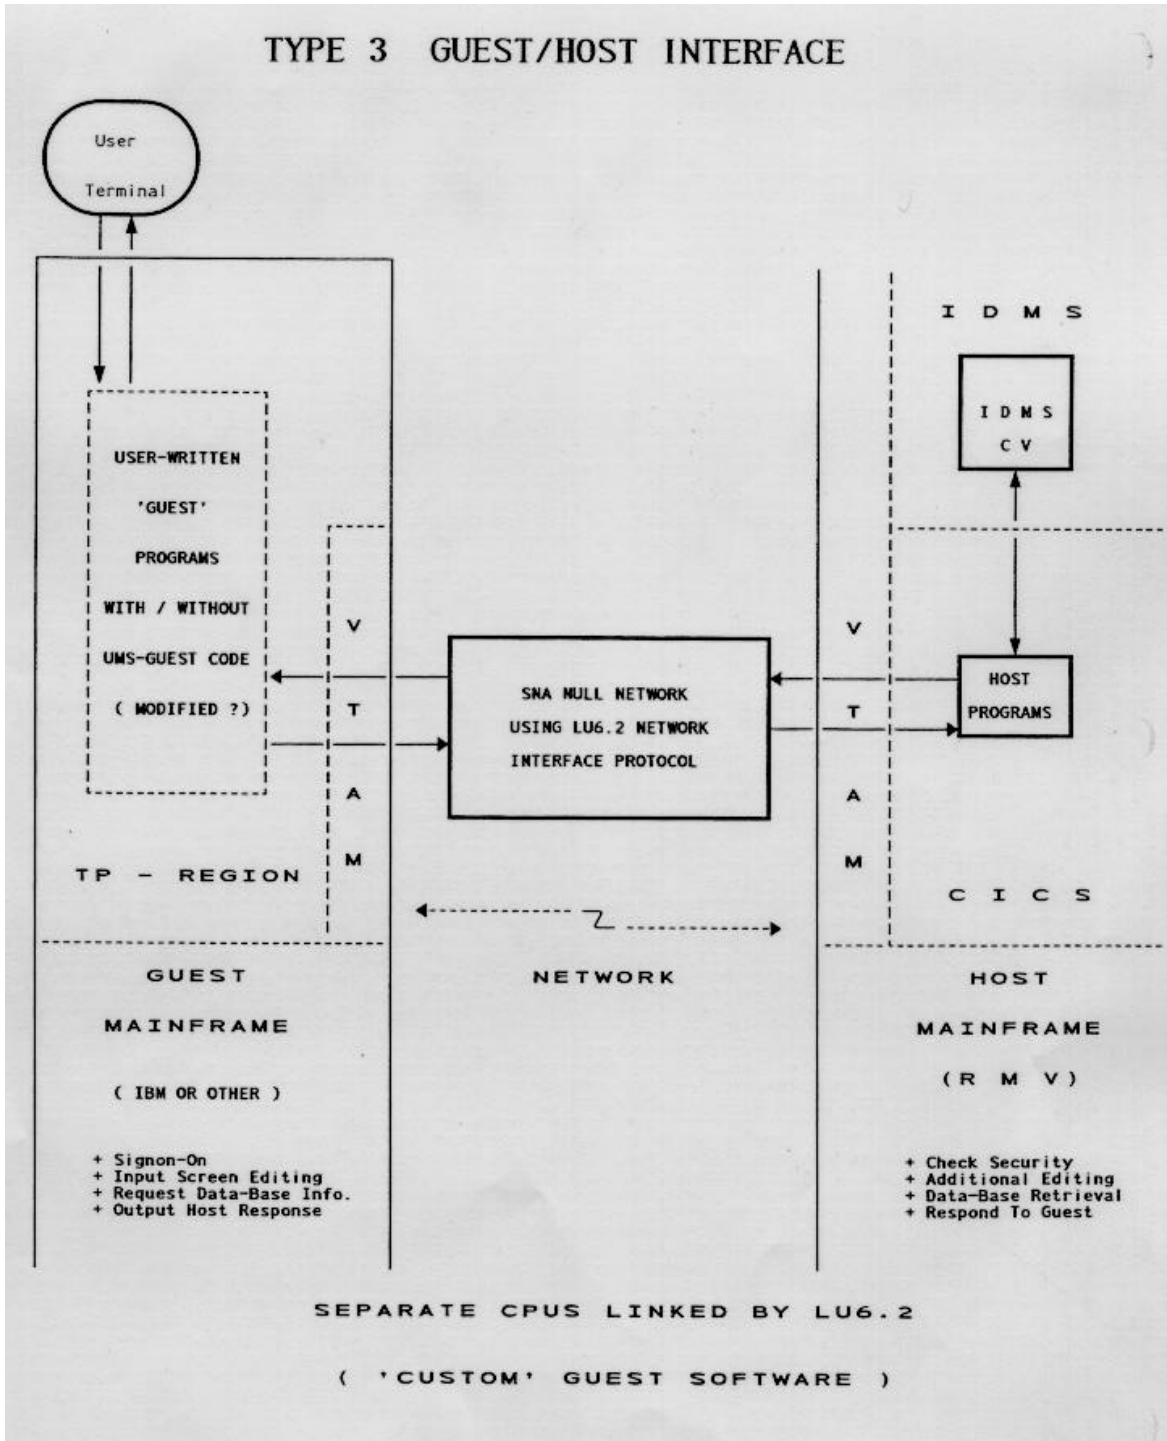 TYPE 3 GUEST/HOST INTERFACE
User
Terminal
I D M S
I D M S
C V
USER-WRITTEN
'GUEST'
PROGRAMS
WITH / WITHOUT
UMS-GUEST CODE
( MODIFIED ?)
V
T
A
M
SNA NULL NETWORK
USING LU6.2 NETWORK
INTERFACE PROTOCOL
V
T
A
M
HOST
PROGRAMS
TP - REGION
C I C S
GUEST
MAINFRAME
( IBM OR OTHER )
+ Signon-On
+ Input Screen Editing
+ Request Data-Base Info.
+ Output Host Response
NETWORK
HOST
MAINFRAME
(R M V)
+ Check Security
+ Additional Editing
+ Data-Base Retrieval
+ Respond To Guest
SEPARATE CPUS LINKED BY LU6.2
( 'CUSTOM' GUEST SOFTWARE )